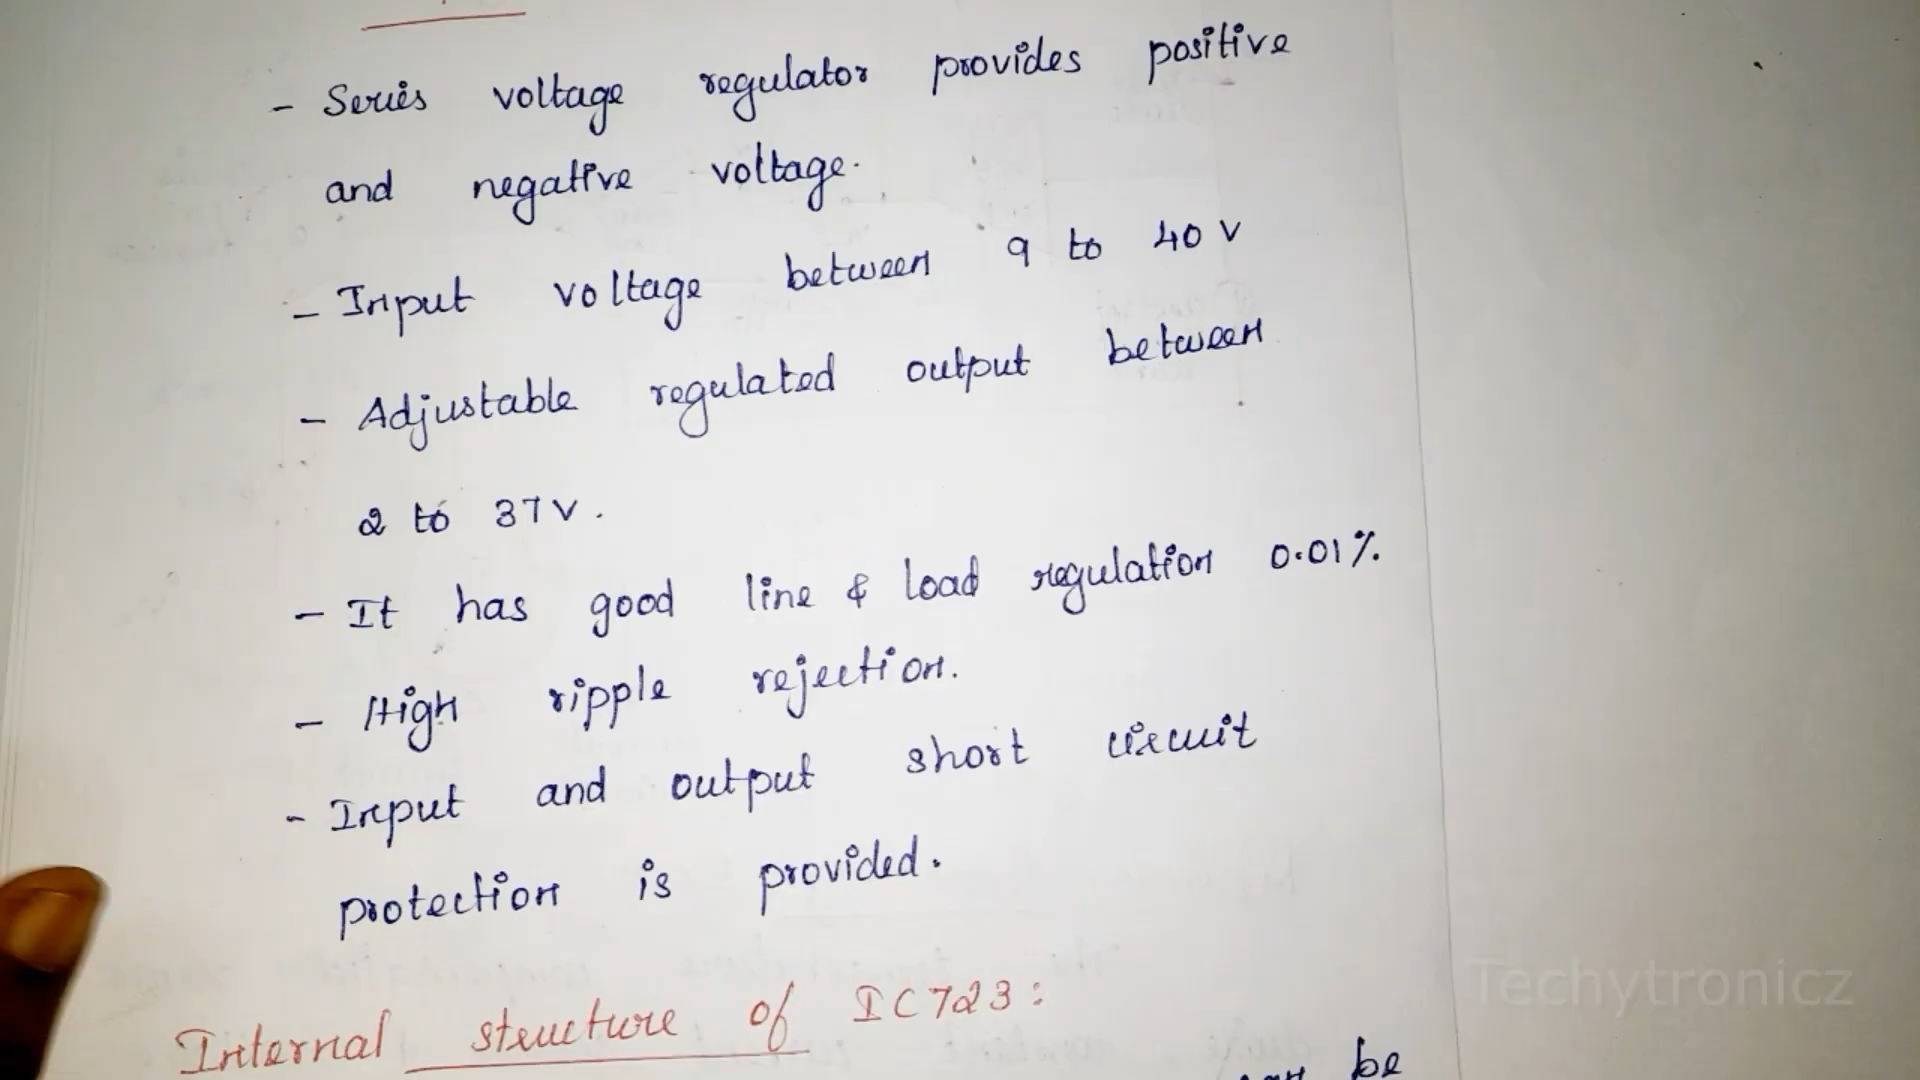 - Series voltage regulator provides positive
and negative voltage.
- Input voltage between 9 to 40 V
- Adjustable regulated output between
2 to 37V.
- It has good line & load regulation 0.01%.
- High ripple rejection.
- Input and output short circuit
protection is provided.
Internal structure of IC723:
be
Techytronicz